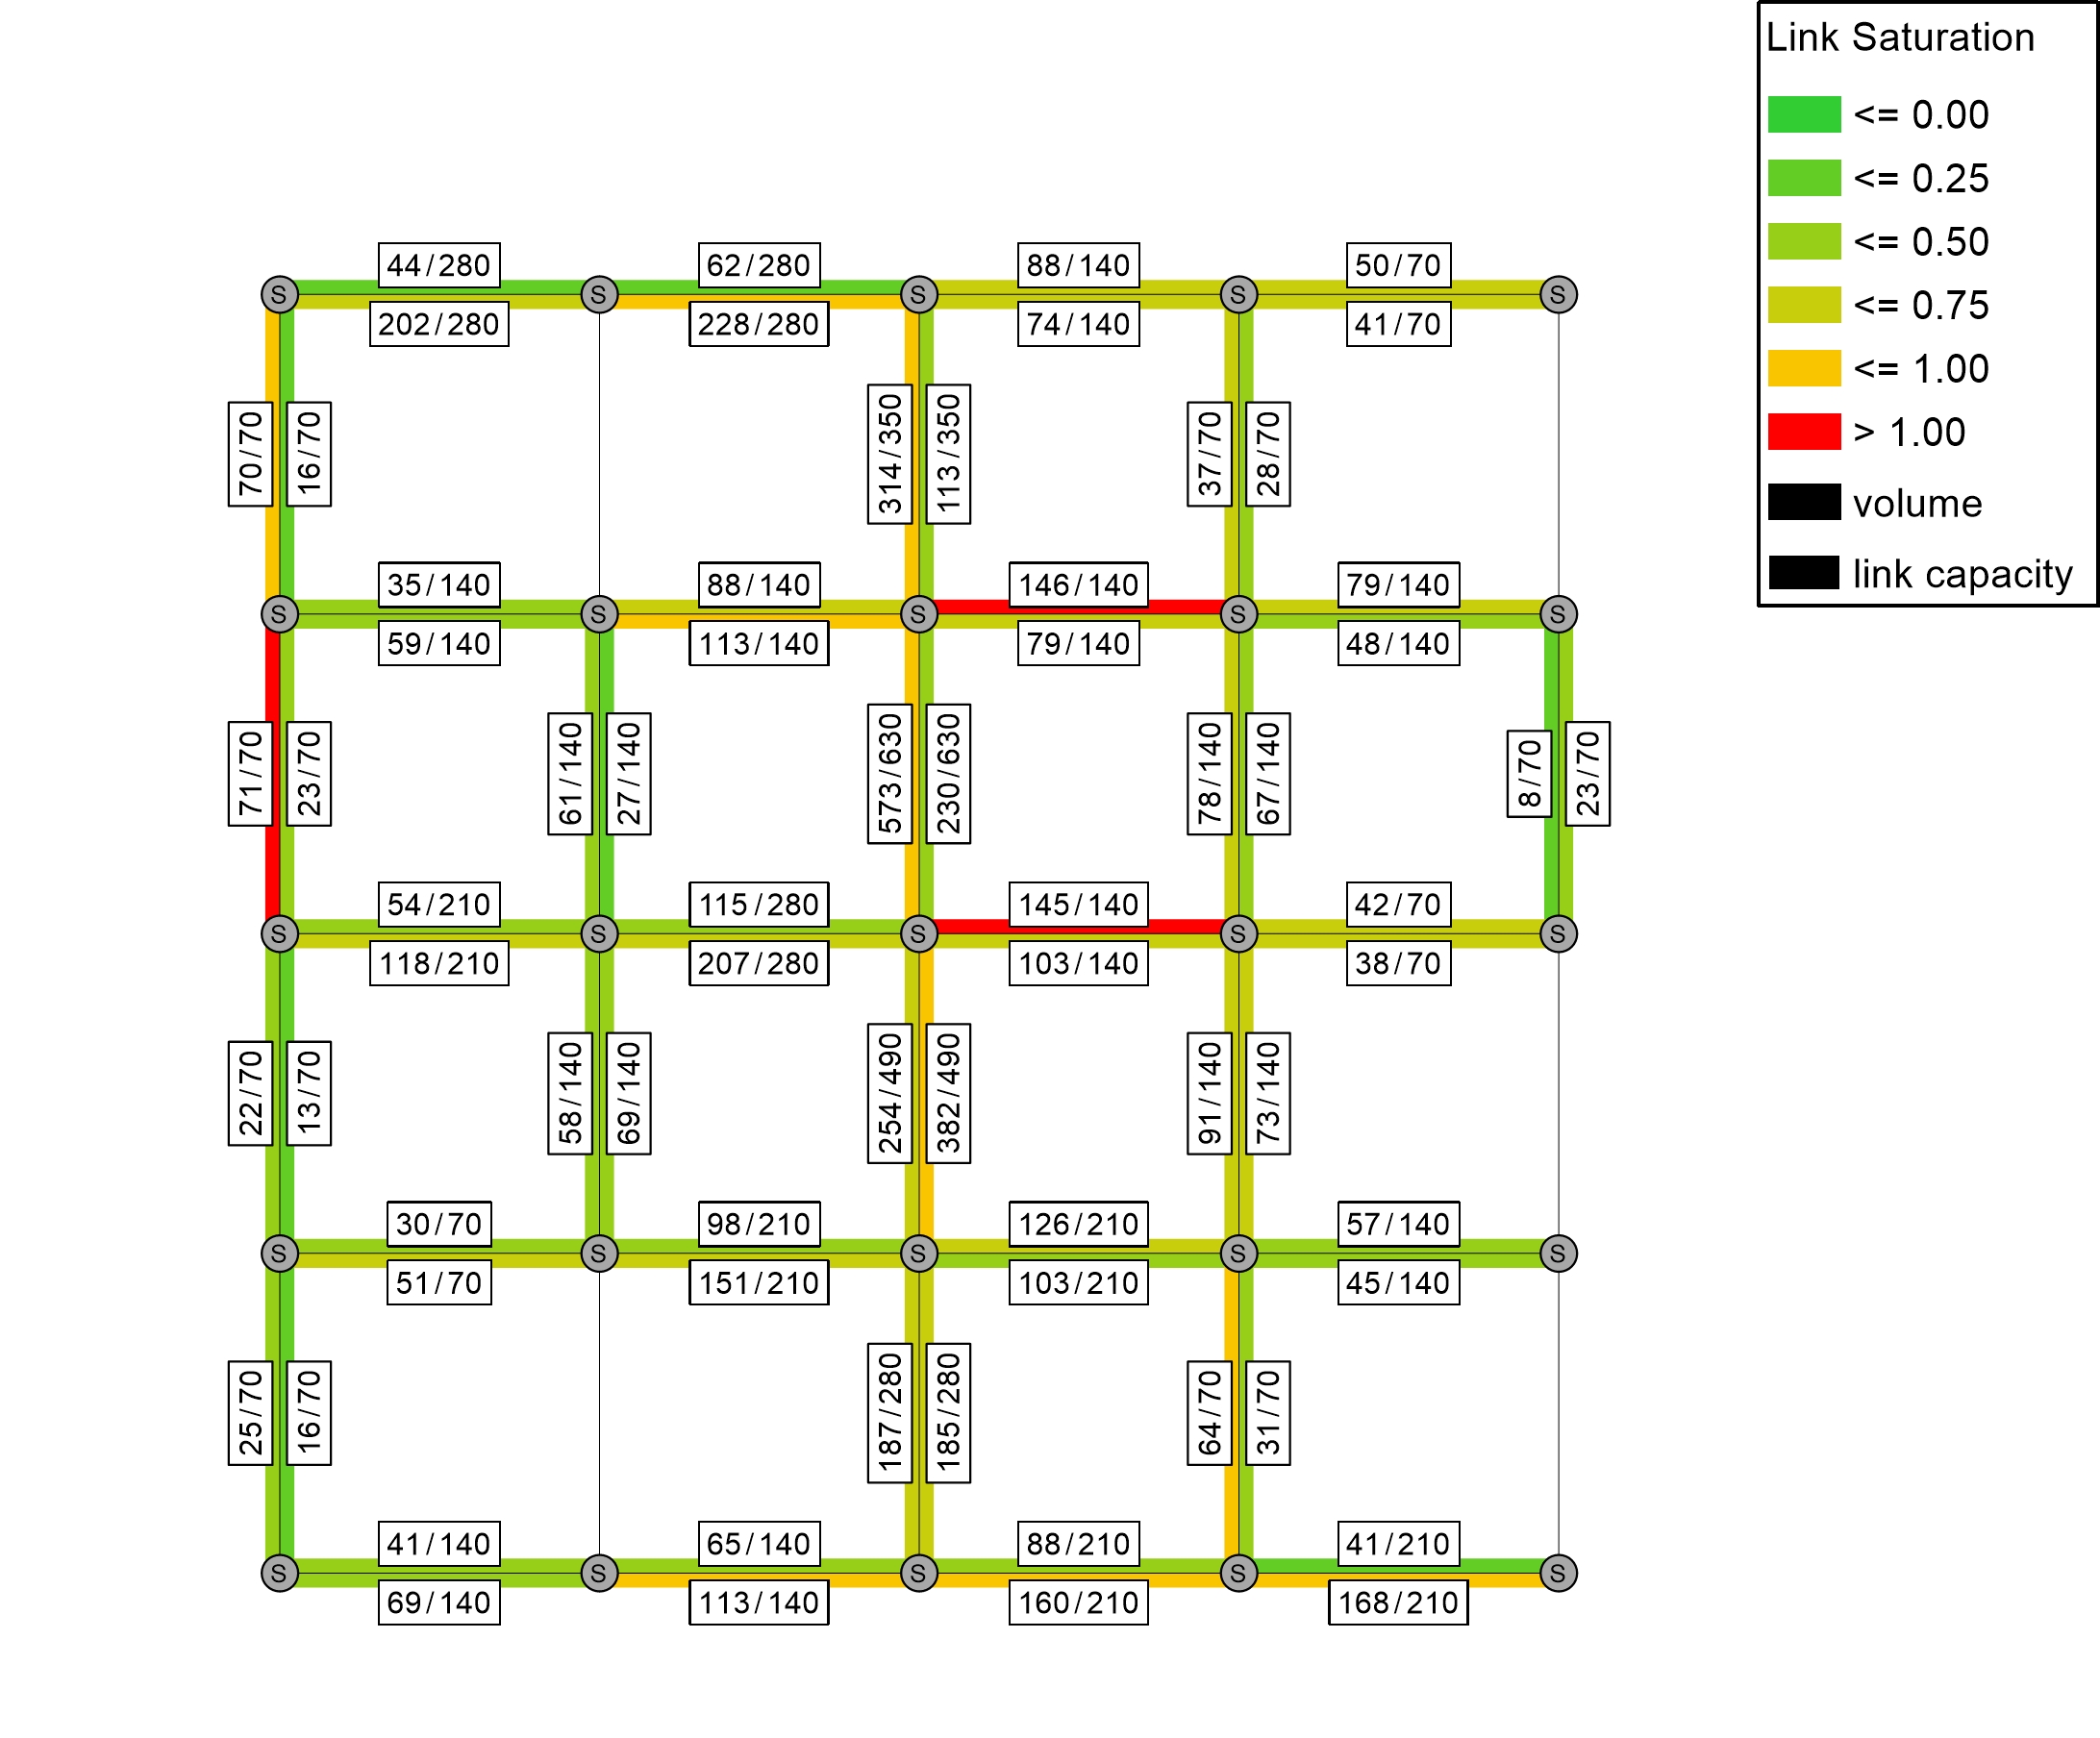 Link Saturation
<= 0.00
<= 0.25
<= 0.50
<= 0.75
<= 1.00
> 1.00
volume
link capacity
44/280 62/280 88/140 50/70
S S S S S
202/280 228/280 74/140 41/70
70/70 16/70 314/350 113/350 37/70 28/70
35/140 88/140 146/140 79/140
S S S S S
59/140 113/140 79/140 48/140
71/70 23/70 61/140 27/140 573/630 230/630 78/140 67/140 8/70 23/70
54/210 115/280 145/140 42/70
S S S S S
118/210 207/280 103/140 38/70
22/70 13/70 58/140 69/140 254/490 382/490 91/140 73/140
30/70 98/210 126/210 57/140
S S S S S
51/70 151/210 103/210 45/140
25/70 16/70 187/280 185/280 64/70 31/70
41/140 65/140 88/210 41/210
S S S S S
69/140 113/140 160/210 168/210